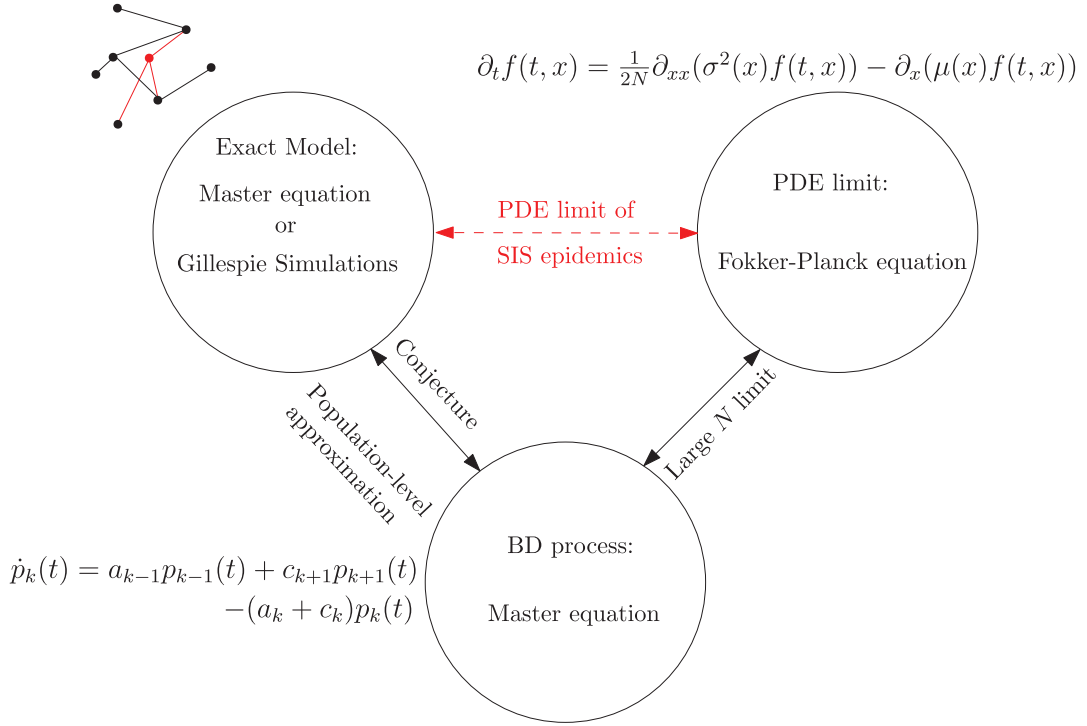 ∂ₜf(t, x) = 1/2N ∂ₓₓ(σ²(x)f(t, x)) − ∂ₓ(μ(x)f(t, x))
Exact Model:
Master equation
or
Gillespie Simulations
PDE limit of
SIS epidemics
PDE limit:
Fokker-Planck equation
Conjecture
Population-level
approximation
Large N limit
BD process:
Master equation
ṗₖ(t) = aₖ₋₁pₖ₋₁(t) + cₖ₊₁pₖ₊₁(t)
−(aₖ + cₖ)pₖ(t)